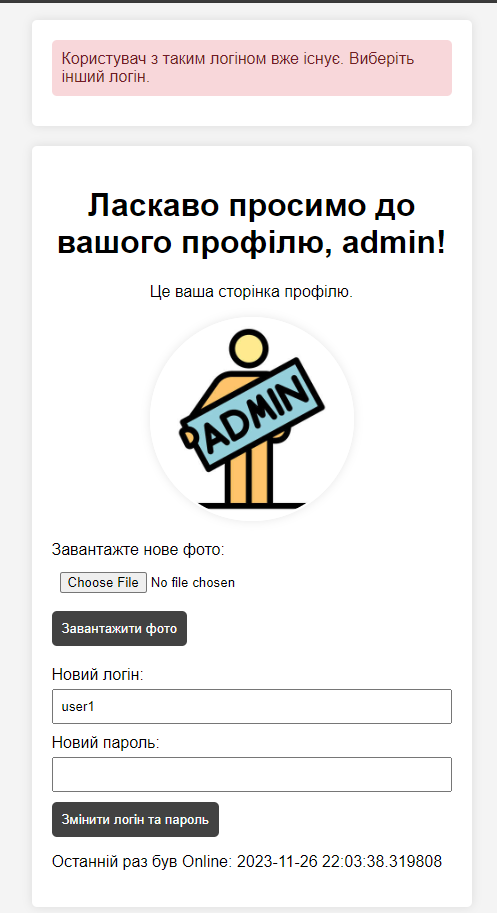 Користувач з таким логіном вже існує. Виберіть
інший логін.
Ласкаво просимо до
вашого профілю, admin!
Це ваша сторінка профілю.
ADMIN
Завантажте нове фото:
Choose File No file chosen
Завантажити фото
Новий логін:
user1
Новий пароль:
Змінити логін та пароль
Останній раз був Online: 2023-11-26 22:03:38.319808